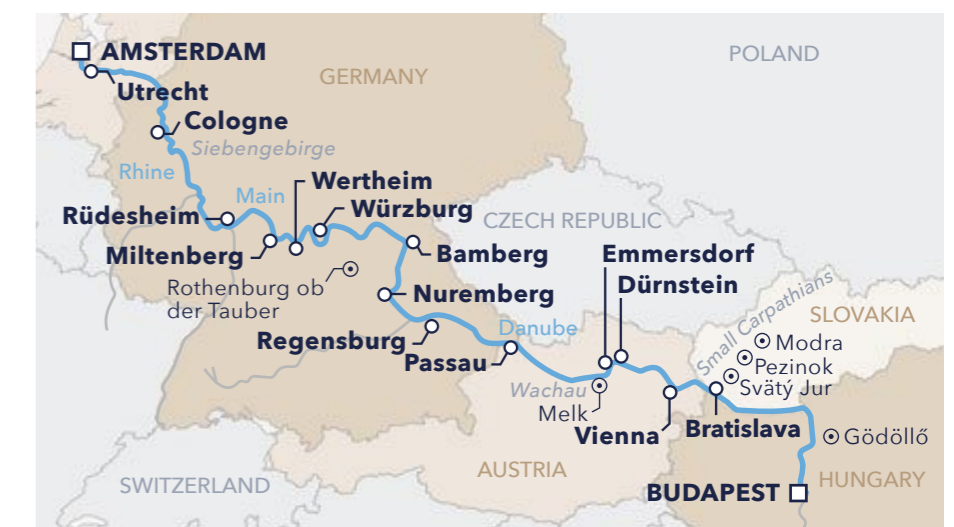 AMSTERDAM
POLAND
GERMANY
Utrecht
Cologne
Siebengebirge
Rhine
Main
Wertheim
Würzburg
Rüdesheim
CZECH REPUBLIC
Miltenberg
Bamberg
Emmersdorf
Rothenburg ob
der Tauber
Dürnstein
Nuremberg
Small Carpathians
SLOVAKIA
Regensburg
Danube
Modra
Passau
Pezinok
Wachau
Svätý Jur
Melk
Vienna
Bratislava
Gödöllő
AUSTRIA
SWITZERLAND
BUDAPEST
HUNGARY